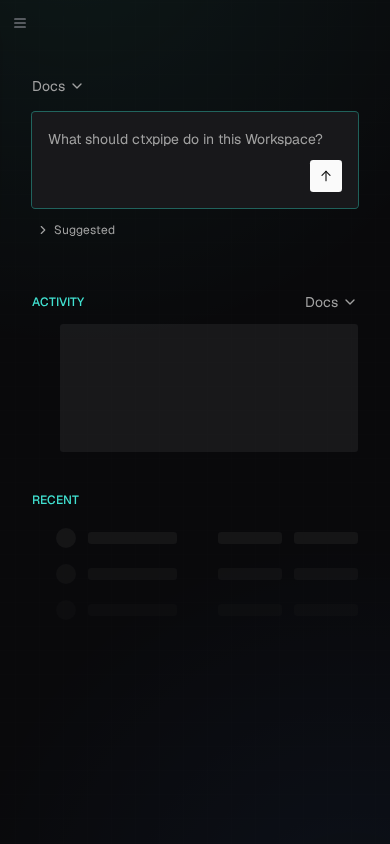 Docs
What should ctxpipe do in this Workspace?
Suggested
ACTIVITY
Docs
RECENT